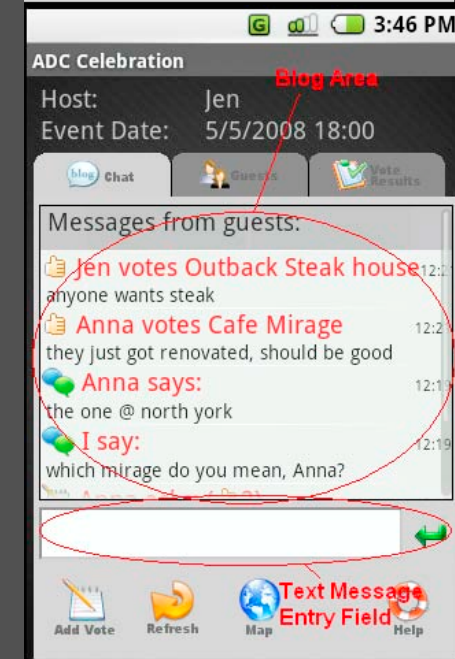 G
3:46 PM
ADC Celebration
Blog Area
Host: Jen
Event Date: 5/5/2008 18:00
blog Chat
Guests
Vote Results
Messages from guests:
Jen votes Outback Steak house
anyone wants steak
Anna votes Cafe Mirage
they just got renovated, should be good
Anna says:
the one @ north york
I say: 12:19
which mirage do you mean, Anna?
Text Message
Entry Field
Add Vote Refresh Map Help